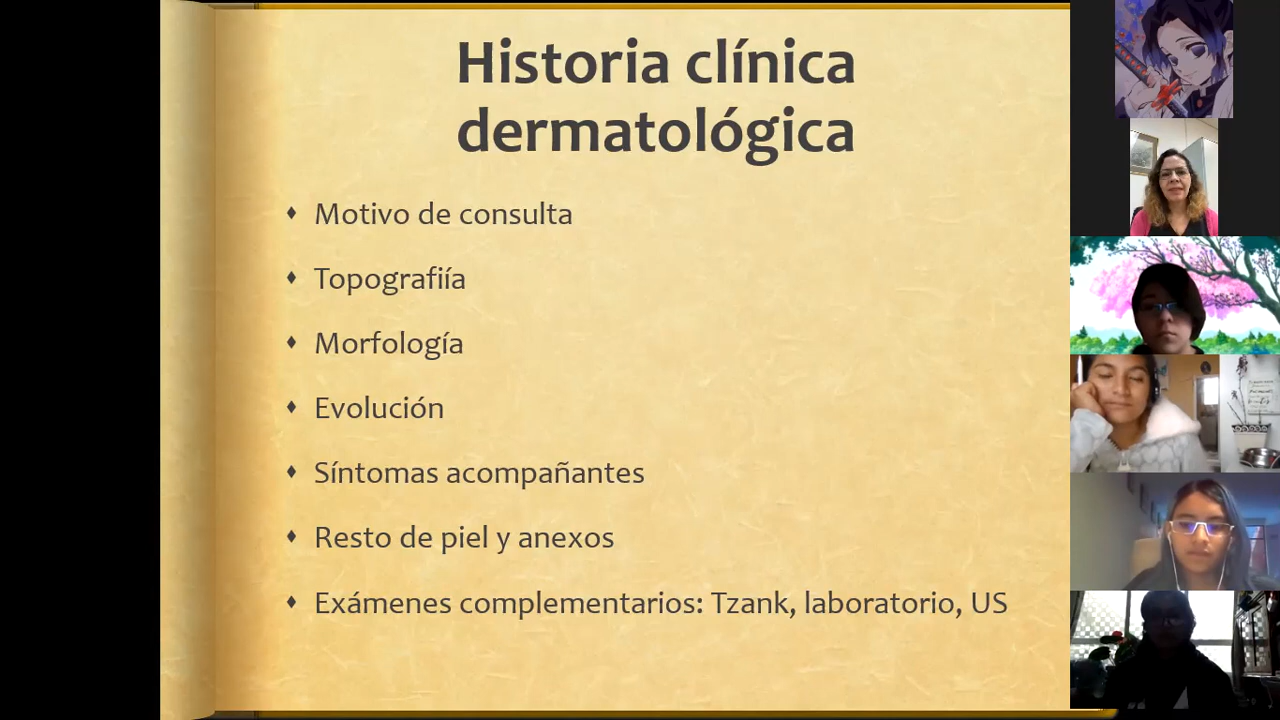 Historia clínica
dermatológica
Motivo de consulta
Topografiía
Morfología
Evolución
Síntomas acompañantes
Resto de piel y anexos
Exámenes complementarios: Tzank, laboratorio, US